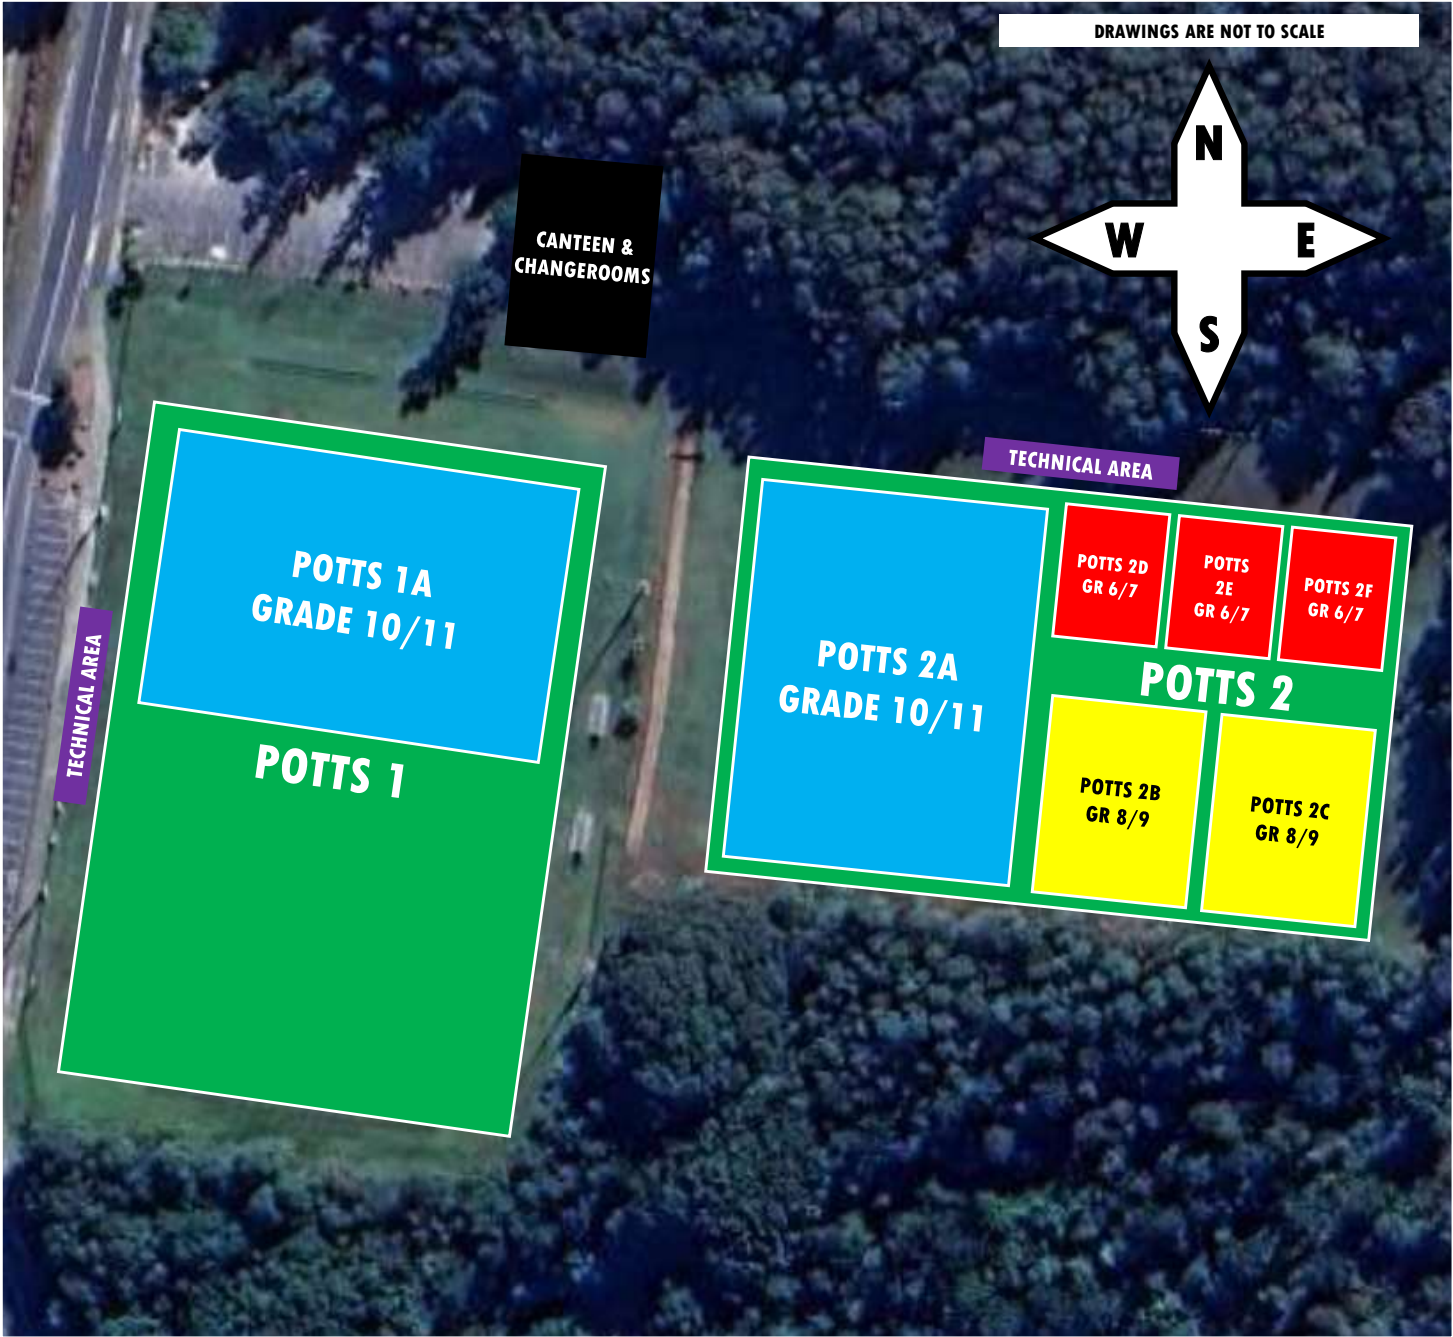 DRAWINGS ARE NOT TO SCALE
N
W
E
S
CANTEEN &
CHANGEROOMS
TECHNICAL AREA
POTTS 1A
GRADE 10/11
POTTS 1
TECHNICAL AREA
POTTS 2A
GRADE 10/11
POTTS 2D
GR 6/7
POTTS
2E
GR 6/7
POTTS 2F
GR 6/7
POTTS 2
POTTS 2B
GR 8/9
POTTS 2C
GR 8/9